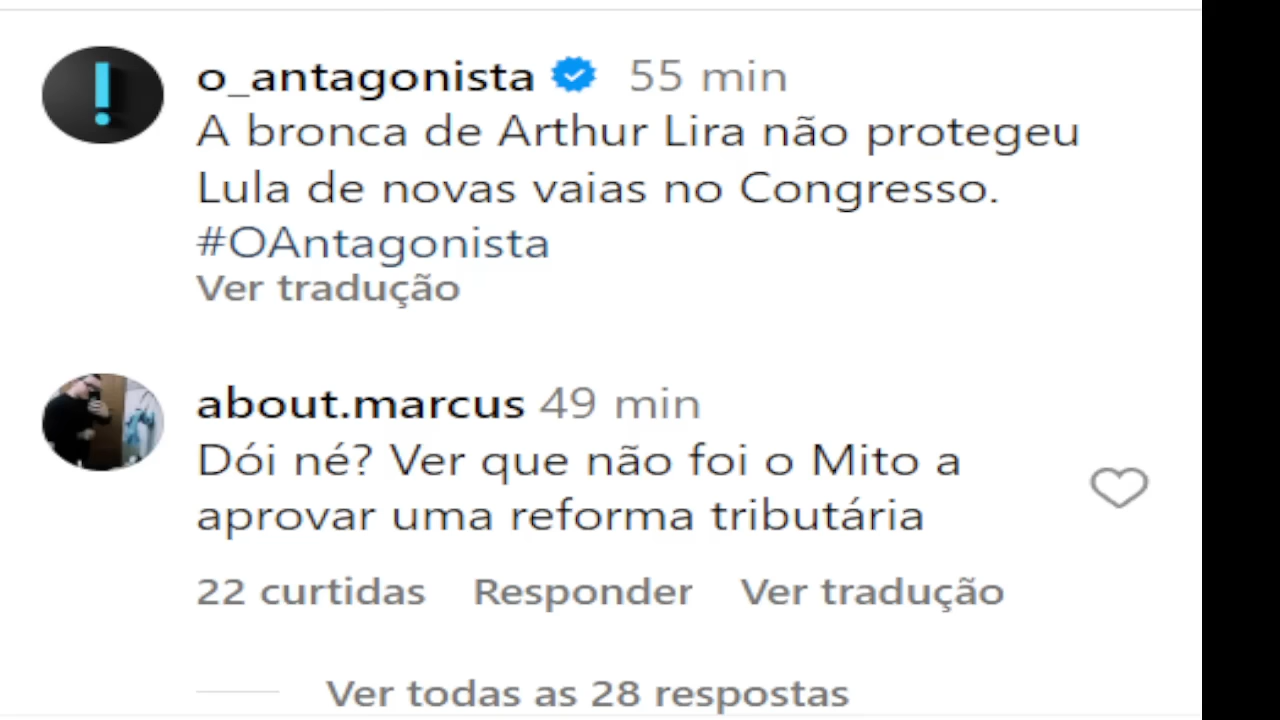 o_antagonista 55 min
A bronca de Arthur Lira não protegeu
Lula de novas vaias no Congresso.
#OAntagonista
Ver tradução
about.marcus 49 min
Dói né? Ver que não foi o Mito a
aprovar uma reforma tributária
22 curtidas Responder Ver tradução
Ver todas as 28 respostas